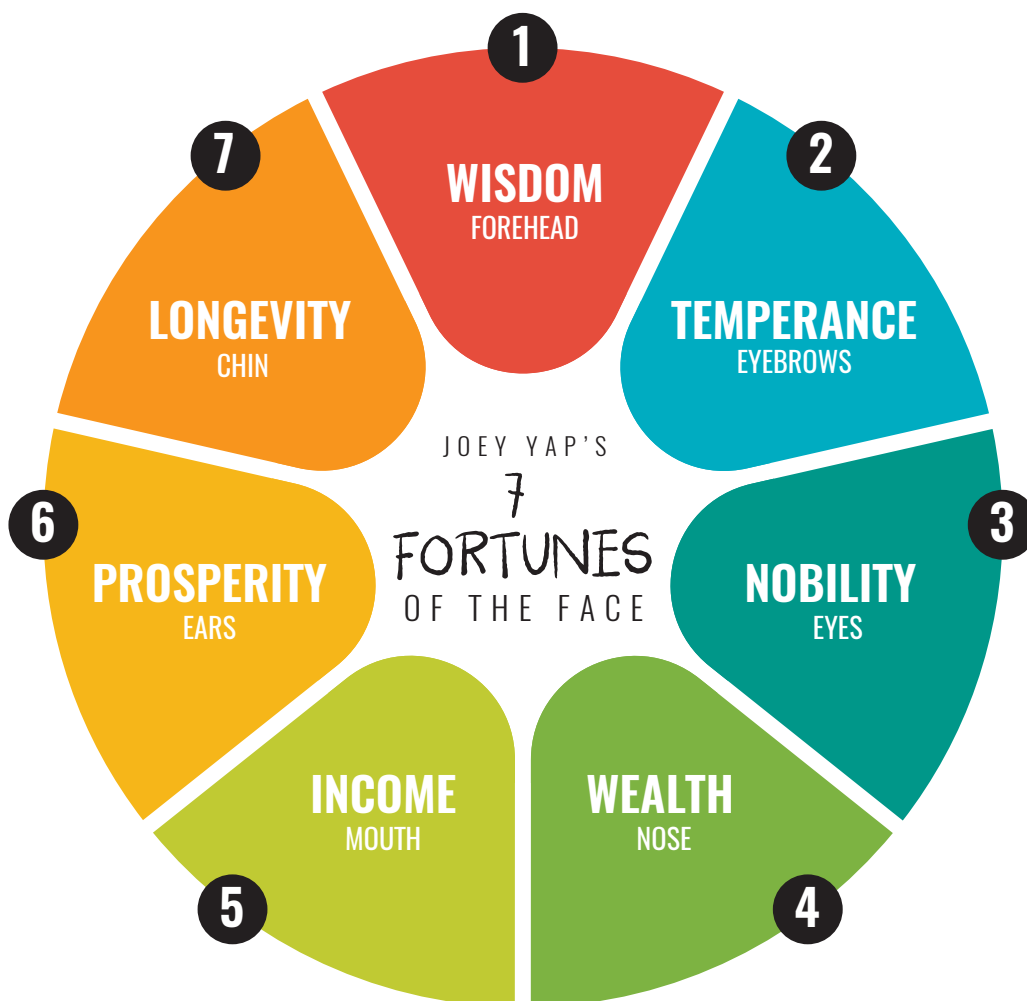 JOEY YAP'S
7
FORTUNES
OF THE FACE
1
WISDOM
FOREHEAD
2
TEMPERANCE
EYEBROWS
3
NOBILITY
EYES
4
WEALTH
NOSE
5
INCOME
MOUTH
6
PROSPERITY
EARS
7
LONGEVITY
CHIN